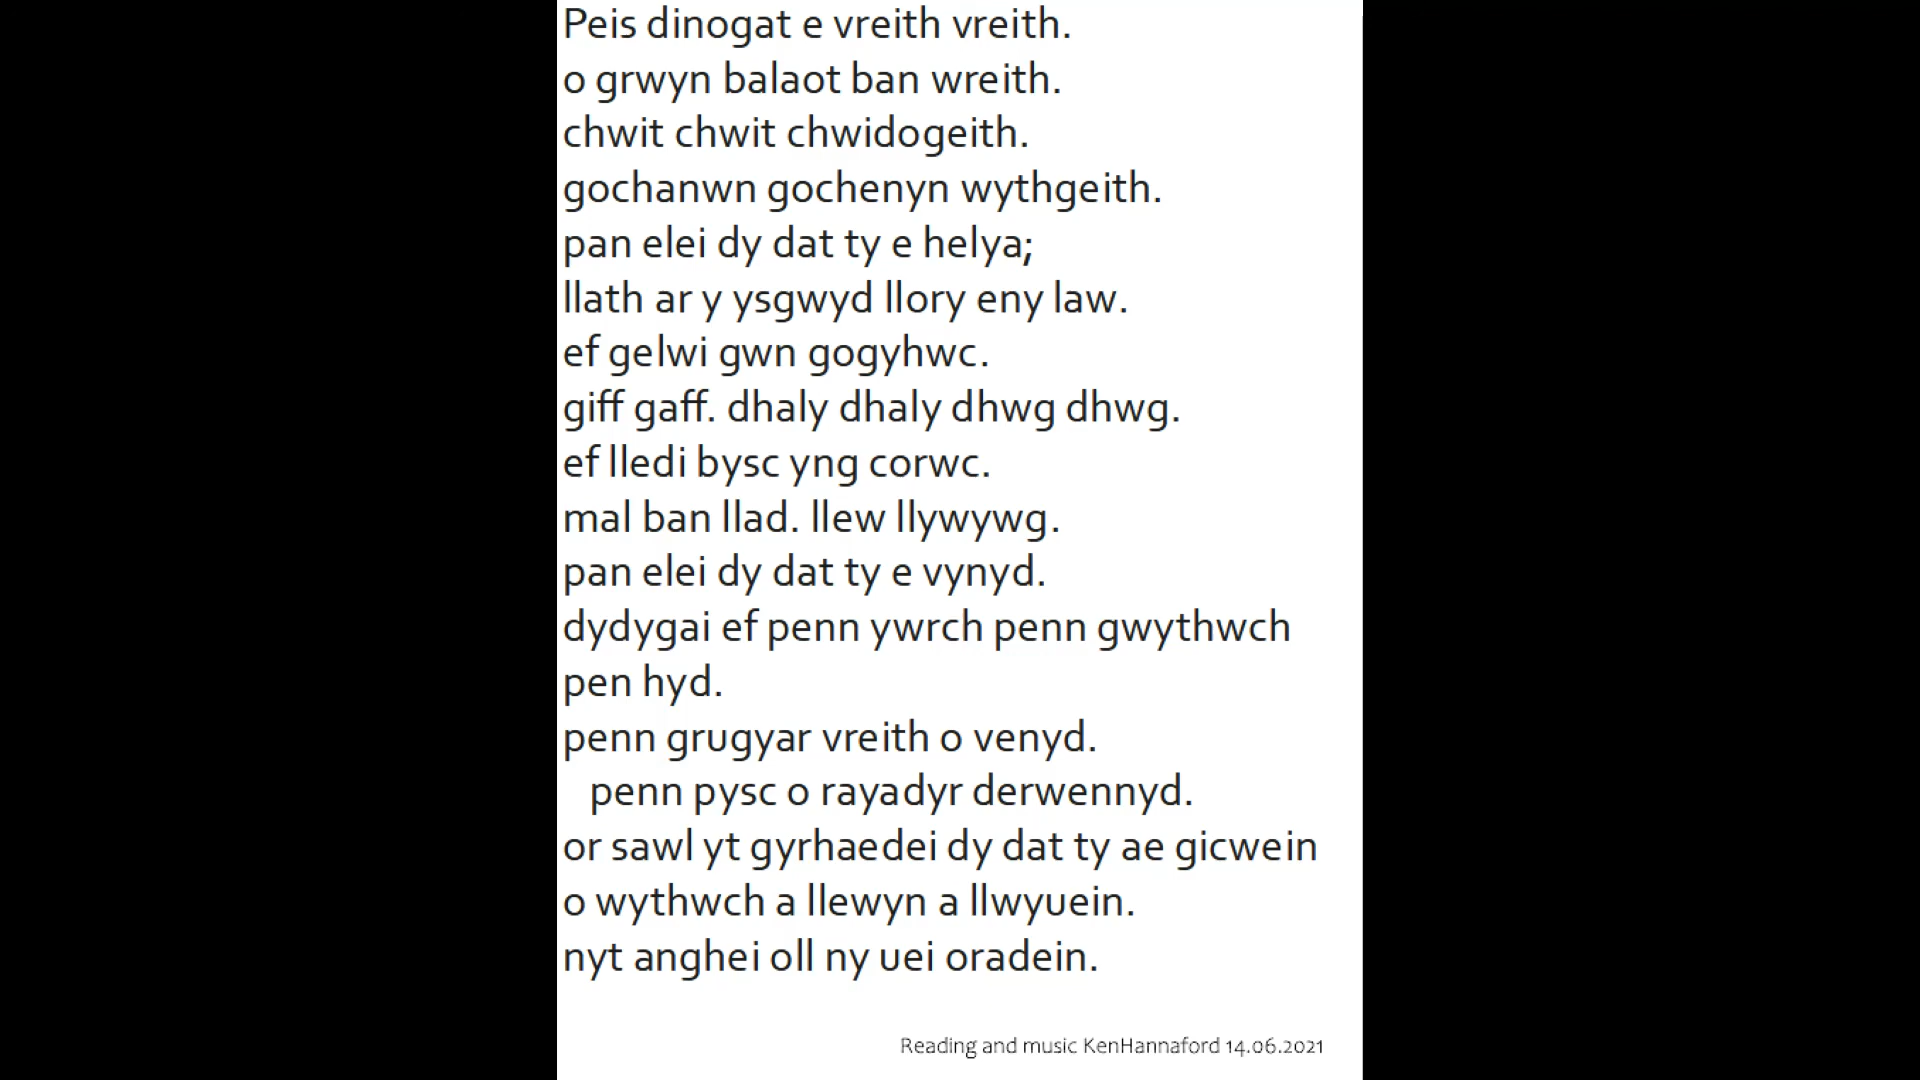 Peis dinogat e vreith vreith.
o grwyn balaot ban wreith.
chwit chwit chwidogeith.
gochanwn gochenyn wythgeith.
pan elei dy dat ty e helya;
llath ar y ysgwyd llory eny law.
ef gelwi gwn gogyhwc.
giff gaff. dhaly dhaly dhwg dhwg.
ef lledi bysc yng corwc.
mal ban llad. llew llywywg.
pan elei dy dat ty e vynyd.
dydygai ef penn ywrch penn gwythwch
pen hyd.
penn grugyar vreith o venyd.
penn pysc o rayadyr derwennyd.
or sawl yt gyrhaedei dy dat ty ae gicwein
o wythwch a llewyn a llwyuein.
nyt anghei oll ny uei oradein.
Reading and music KenHannaford 14.06.2021